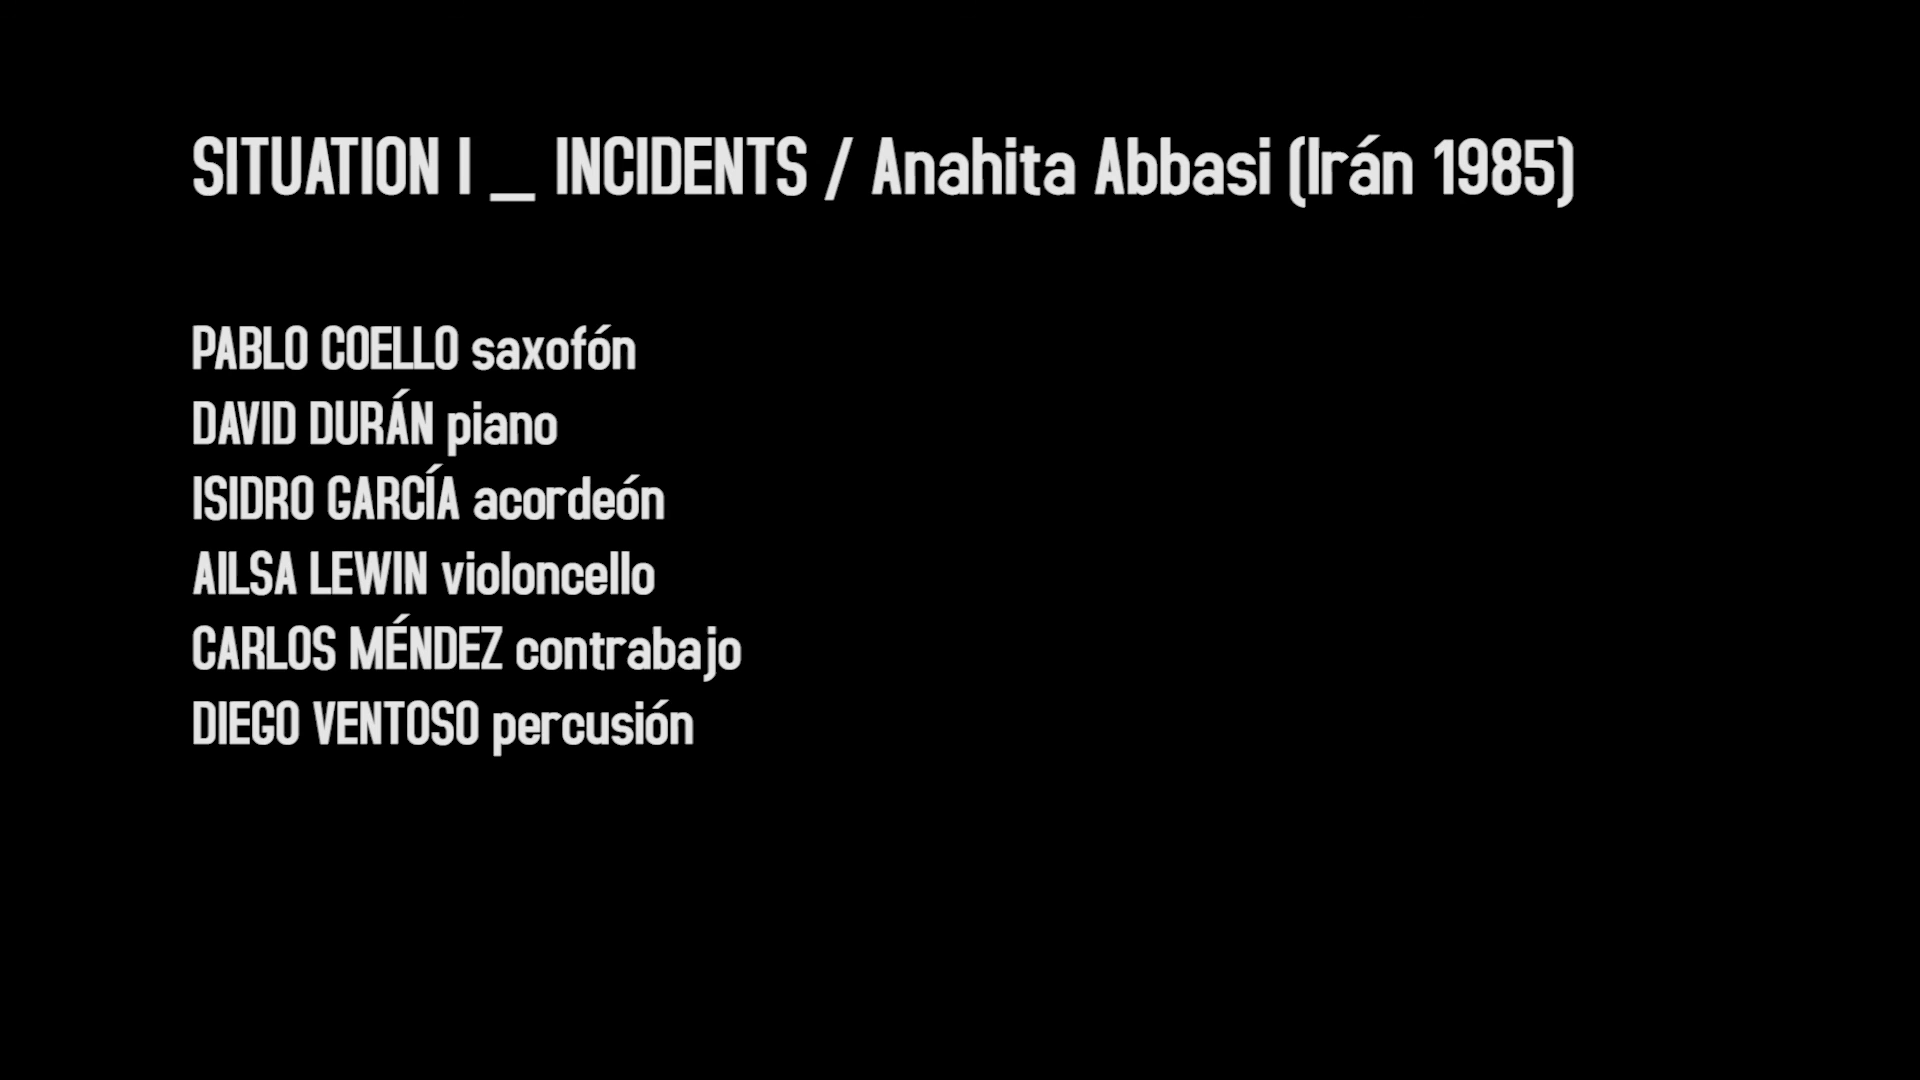 SITUATION I _ INCIDENTS / Anahita Abbasi (Irán 1985)
PABLO COELLO saxofón
DAVID DURÁN piano
ISIDRO GARCÍA acordeón
AILSA LEWIN violoncello
CARLOS MÉNDEZ contrabajo
DIEGO VENTOSO percusión